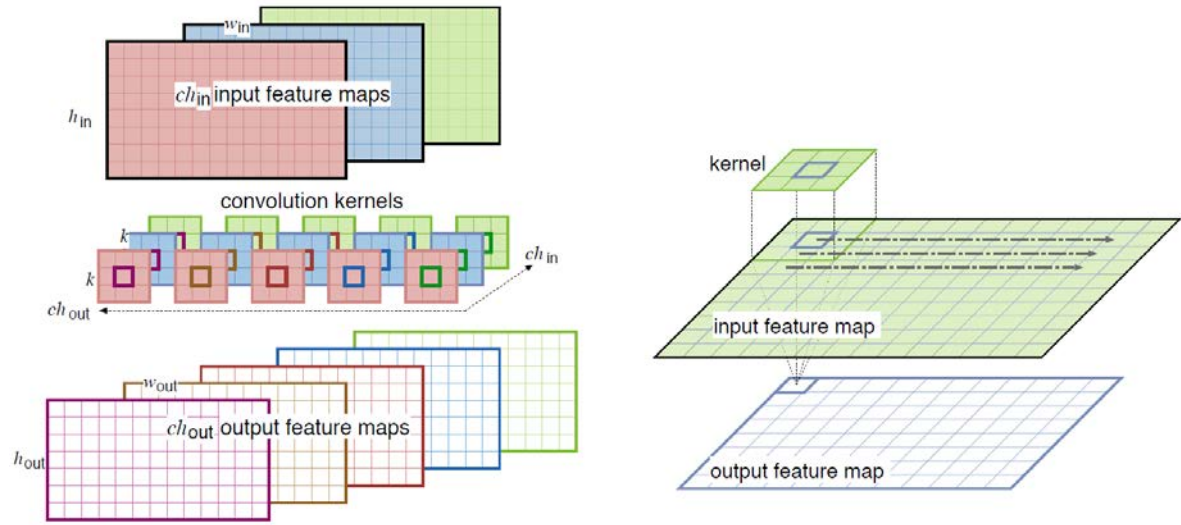 w_in
ch_in input feature maps
h_in
convolution kernels
k
k
ch_in
ch_out
w_out
ch_out output feature maps
h_out
kernel
input feature map
output feature map